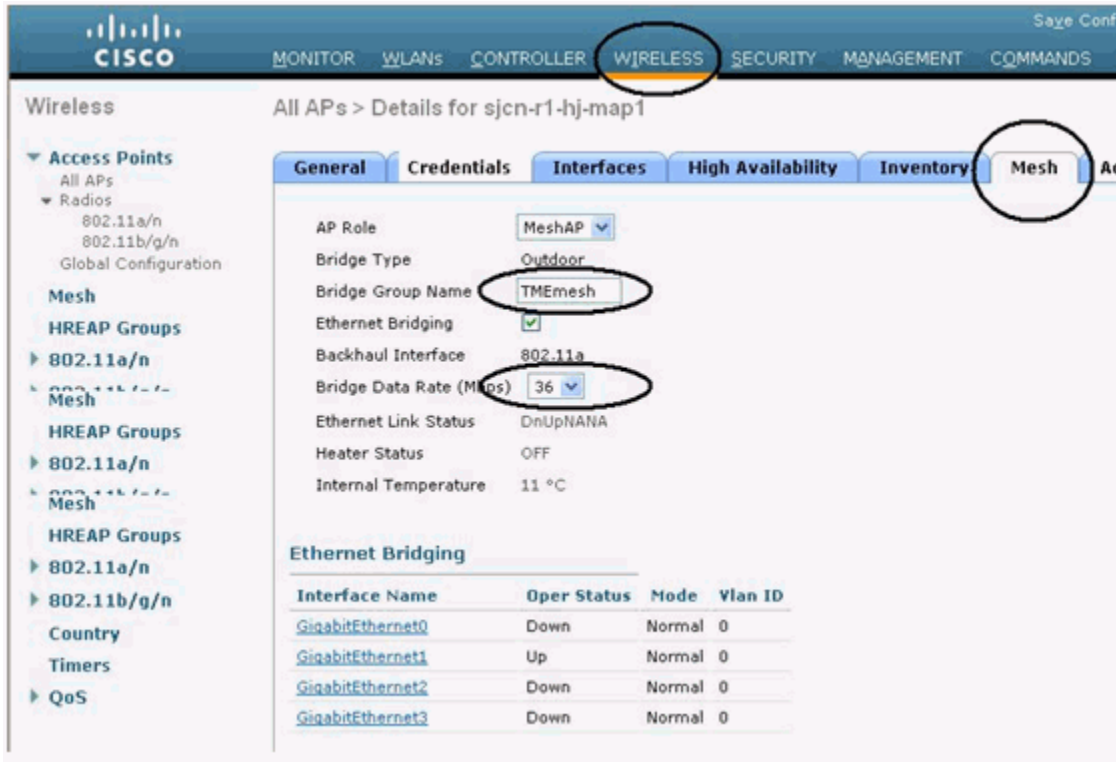 Save Conf
CISCO
MONITOR WLANs CONTROLLER WIRELESS SECURITY MANAGEMENT COMMANDS
Wireless
Access Points
All APs
Radios
802.11a/n
802.11b/g/n
Global Configuration
Mesh
HREAP Groups
802.11a/n
Mesh
HREAP Groups
802.11a/n
Mesh
HREAP Groups
802.11a/n
802.11b/g/n
Country
Timers
QoS
All APs > Details for sjcn-r1-hj-map1
General Credentials Interfaces High Availability Inventory Mesh
AP Role MeshAP
Bridge Type Outdoor
Bridge Group Name TMEmesh
Ethernet Bridging
Backhaul Interface 802.11a
Bridge Data Rate (Mbps) 36
Ethernet Link Status DnUpNANA
Heater Status OFF
Internal Temperature 11 °C
Ethernet Bridging
Interface Name Oper Status Mode Vlan ID
GigabitEthernet0 Down Normal 0
GigabitEthernet1 Up Normal 0
GigabitEthernet2 Down Normal 0
GigabitEthernet3 Down Normal 0